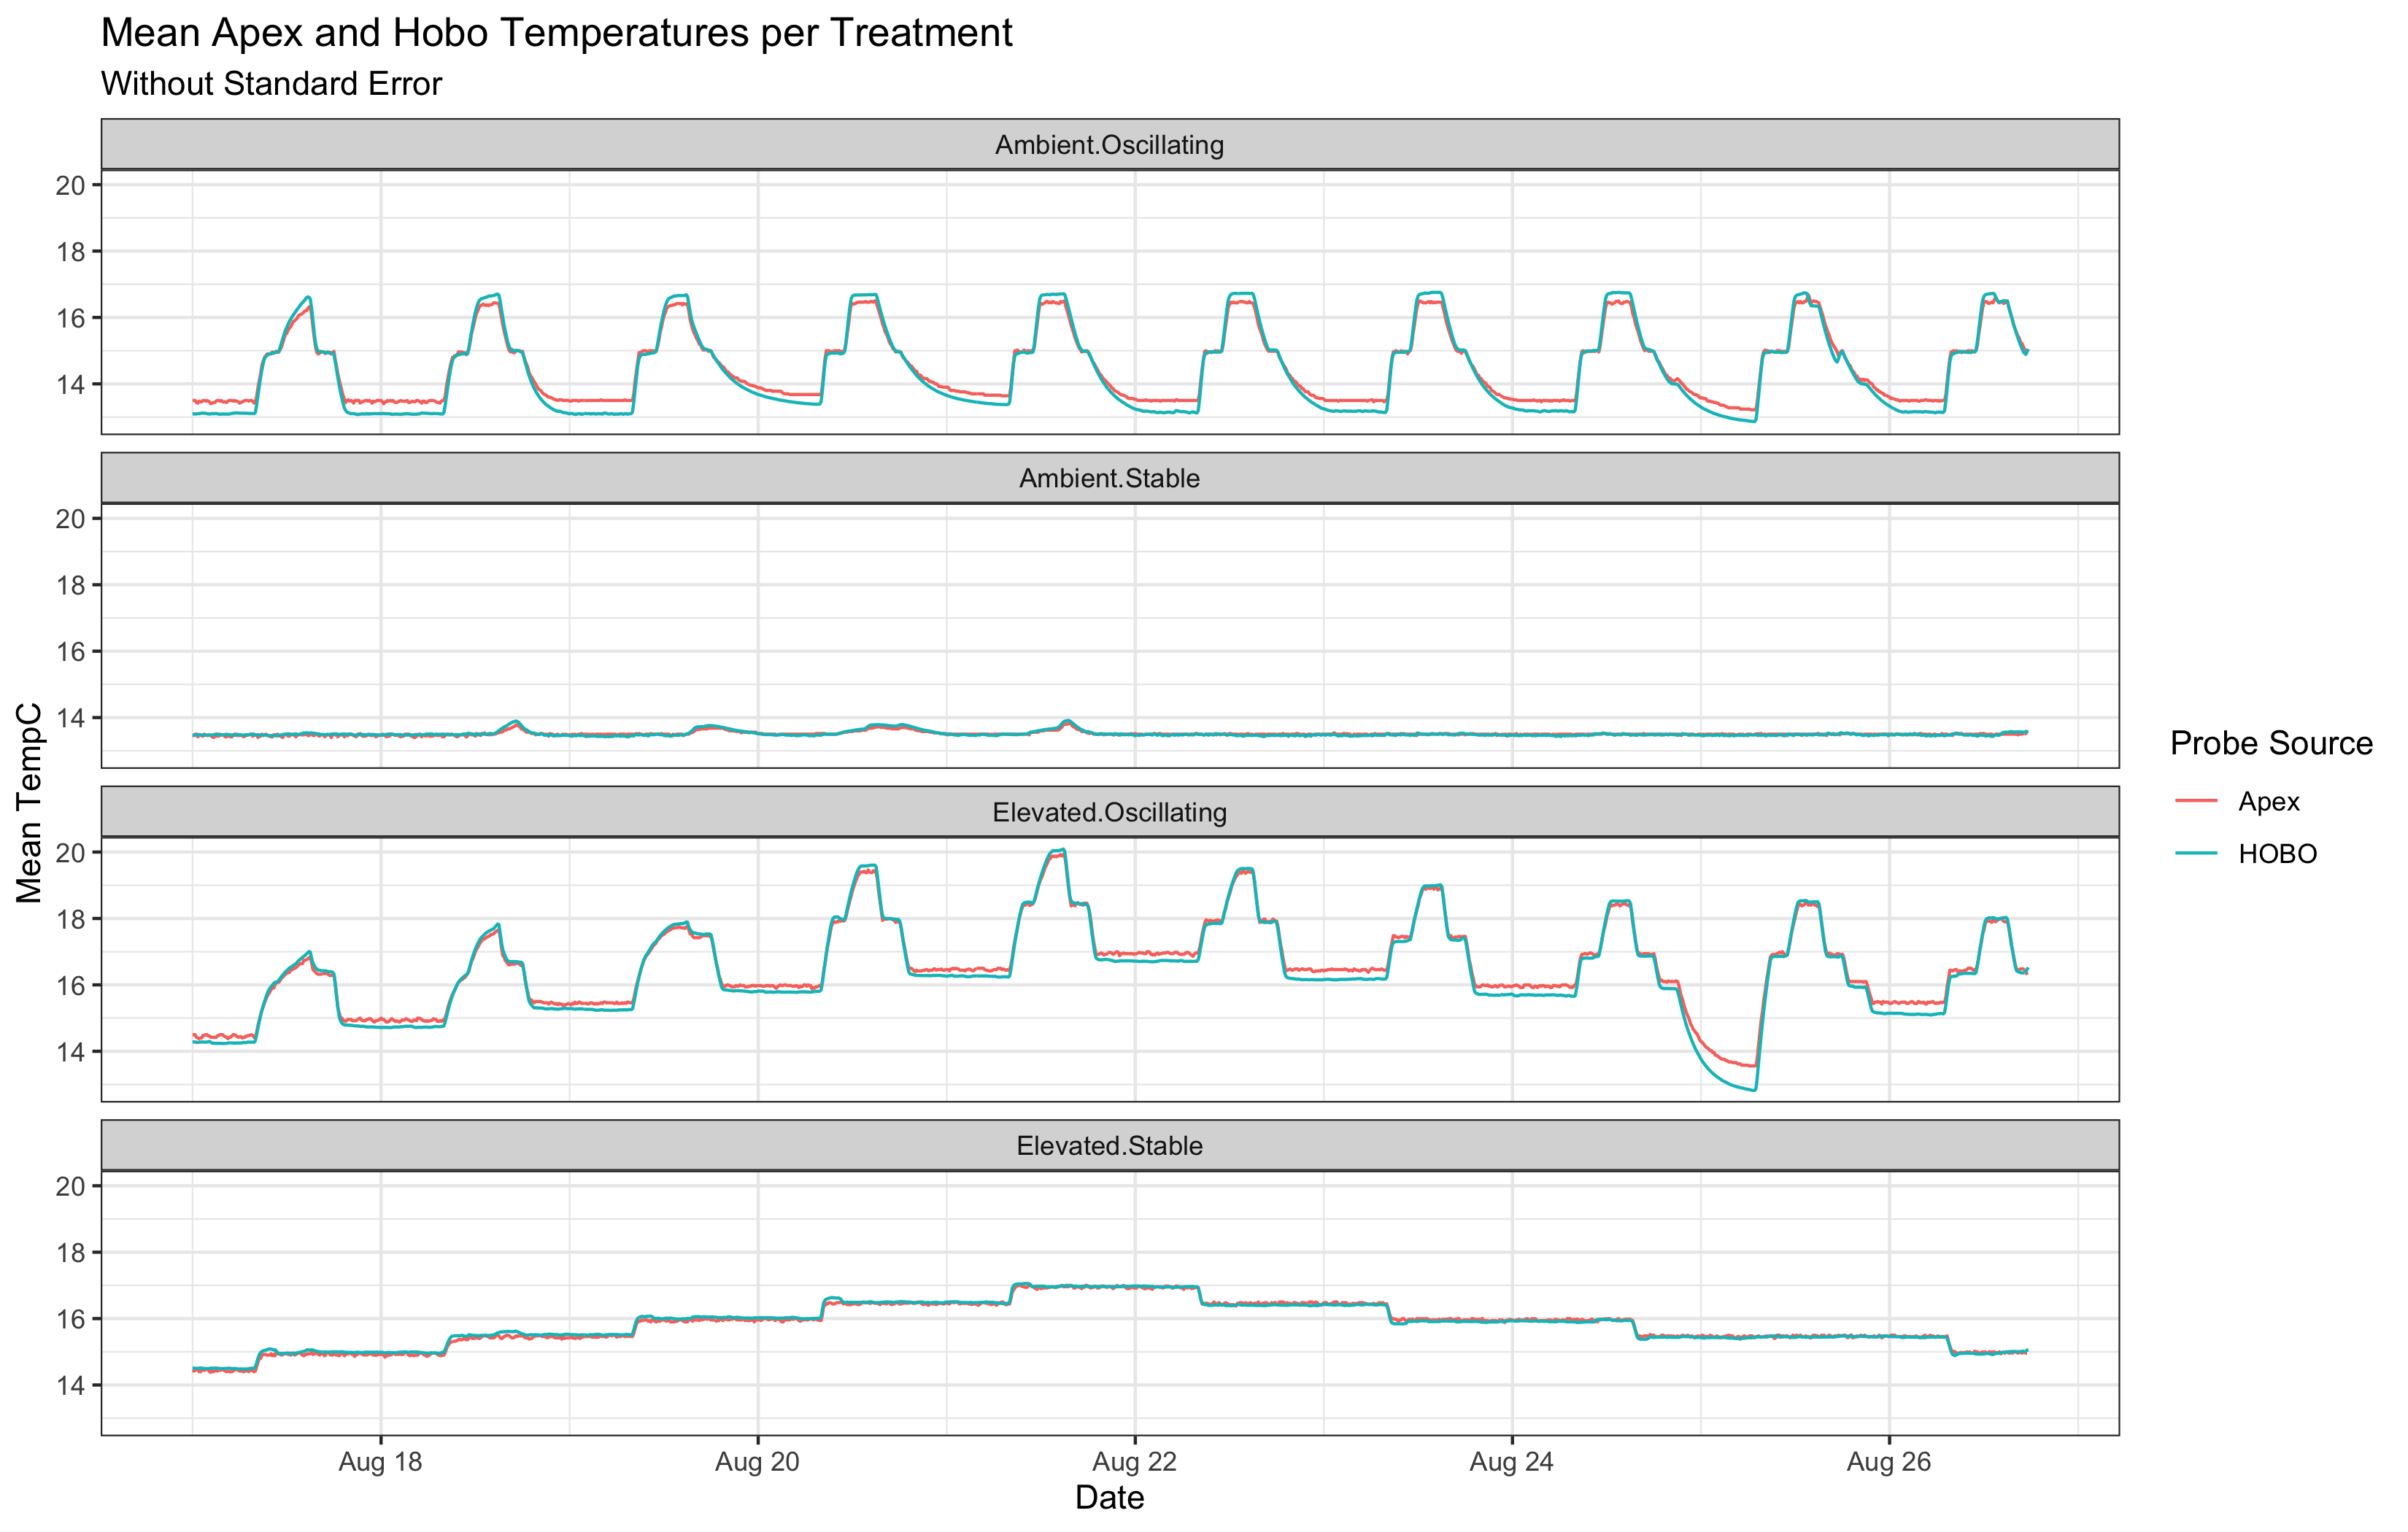 Mean Apex and Hobo Temperatures per Treatment
Without Standard Error
Ambient.Oscillating
20
18
16
14
Ambient.Stable
20
18
16
14
Elevated.Oscillating
20
18
16
14
Elevated.Stable
20
18
16
14
Mean TempC
Aug 18
Aug 20
Aug 22
Aug 24
Aug 26
Date
Probe Source
Apex
HOBO